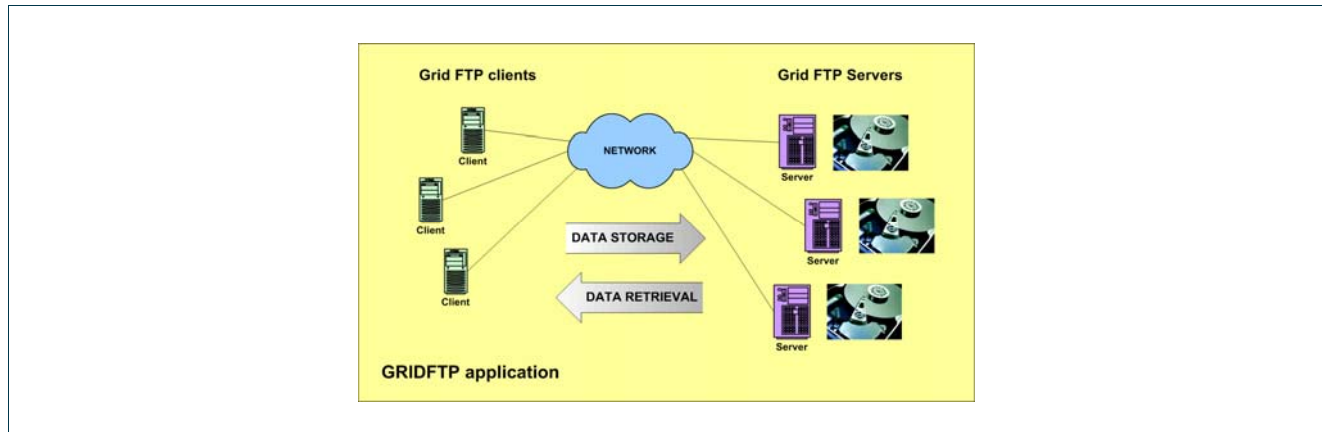 Grid FTP clients
Grid FTP Servers
Client
NETWORK
Server
Client
DATA STORAGE
Server
Client
DATA RETRIEVAL
Server
GRIDFTP application